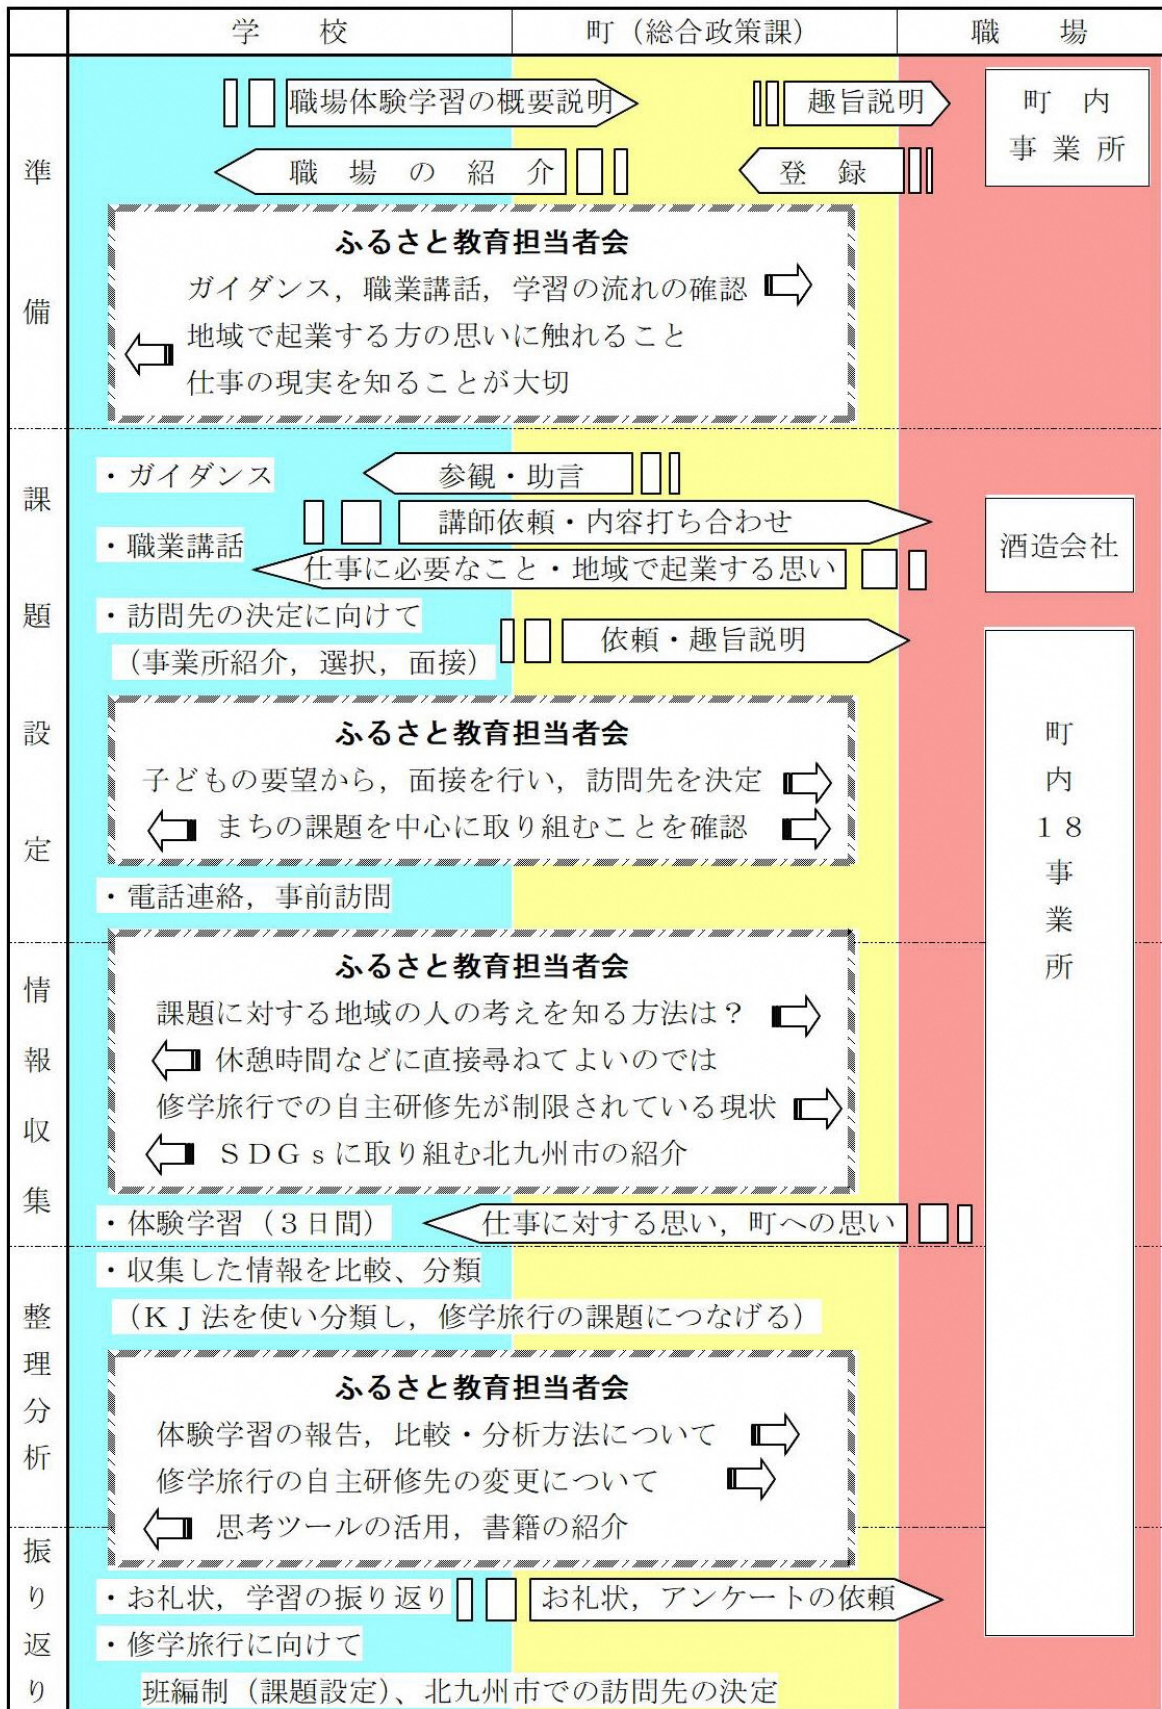 学　校
町（総合政策課）
職　場
準備
職場体験学習の概要説明
趣旨説明
町内
事業所
職場の紹介
登録
ふるさと教育担当者会
ガイダンス，職業講話，学習の流れの確認
地域で起業する方の思いに触れること
仕事の現実を知ることが大切
課題設定
・ガイダンス
参観・助言
講師依頼・内容打ち合わせ
・職業講話
仕事に必要なこと・地域で起業する思い
酒造会社
・訪問先の決定に向けて
（事業所紹介，選択，面接）
依頼・趣旨説明
町内１８事業所
ふるさと教育担当者会
子どもの要望から，面接を行い，訪問先を決定
まちの課題を中心に取り組むことを確認
・電話連絡，事前訪問
情報収集
ふるさと教育担当者会
課題に対する地域の人の考えを知る方法は？
休憩時間などに直接尋ねてよいのでは
修学旅行での自主研修先が制限されている現状
ＳＤＧｓに取り組む北九州市の紹介
・体験学習（３日間）
仕事に対する思い，町への思い
整理分析
・収集した情報を比較、分類
（ＫＪ法を使い分類し，修学旅行の課題につなげる）
ふるさと教育担当者会
体験学習の報告，比較・分析方法について
修学旅行の自主研修先の変更について
思考ツールの活用，書籍の紹介
振り返り
・お礼状，学習の振り返り
お礼状，アンケートの依頼
・修学旅行に向けて
班編制（課題設定）、北九州市での訪問先の決定